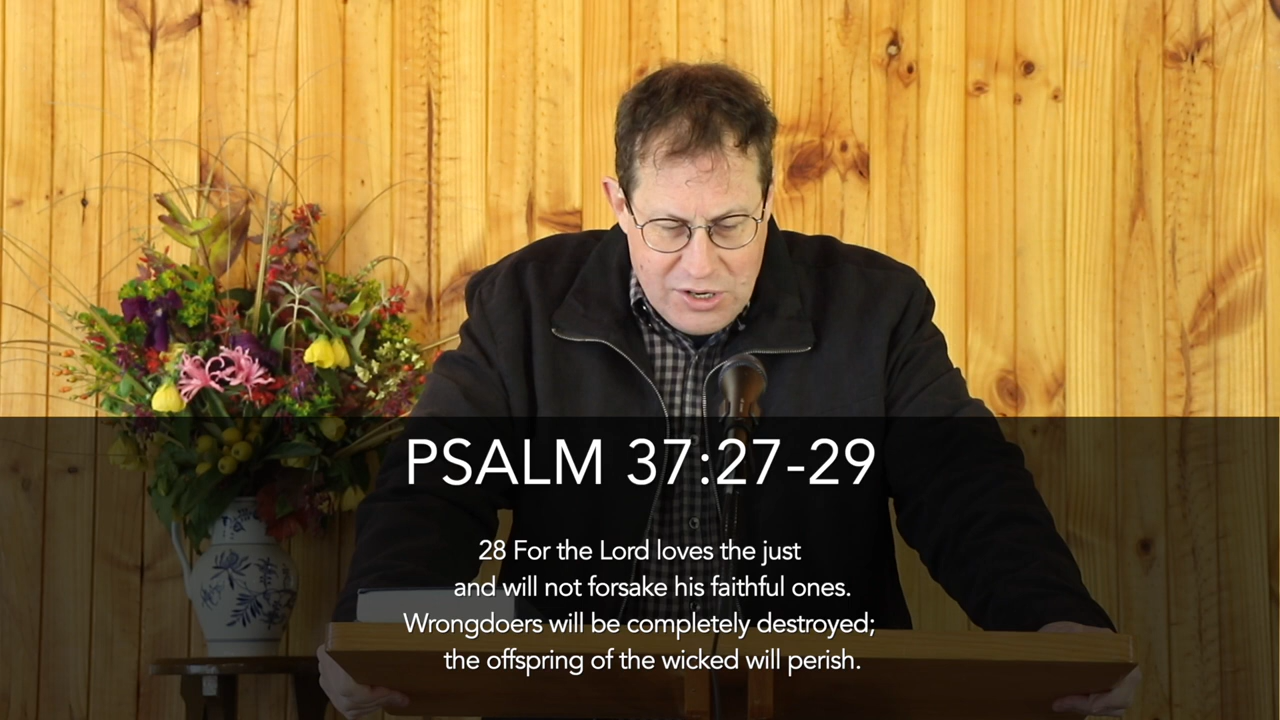 PSALM 37:27-29
28 For the Lord loves the just
and will not forsake his faithful ones.
Wrongdoers will be completely destroyed;
the offspring of the wicked will perish.